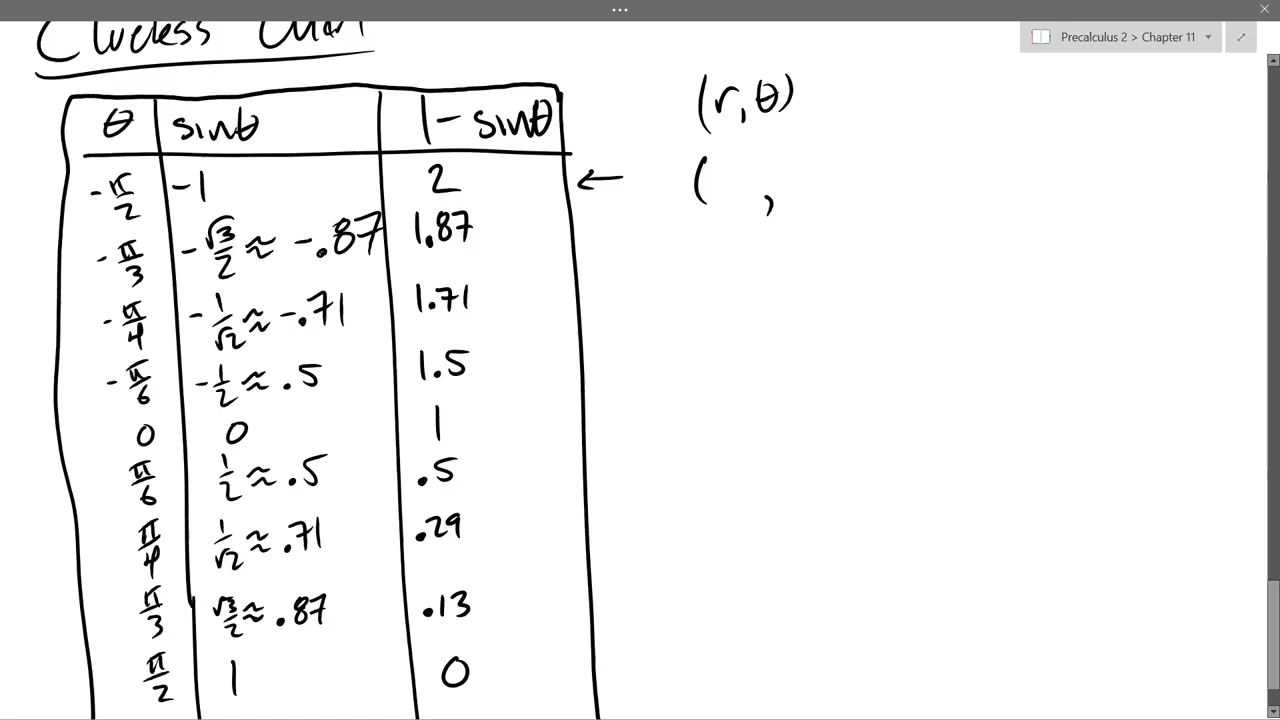 Precalculus 2 > Chapter 11
Clueless Chart
θ sinθ 1 - sinθ
-π/2 -1 2 ←
-π/3 -√3/2 ≈ -.87 1.87
-π/4 -1/√2 ≈ -.71 1.71
-π/6 -1/2 ≈ .5 1.5
0 0 1
π/6 1/2 ≈ .5 .5
π/4 1/√2 ≈ .71 .29
π/3 √3/2 ≈ .87 .13
π/2 1 0
(r, θ)
( ,